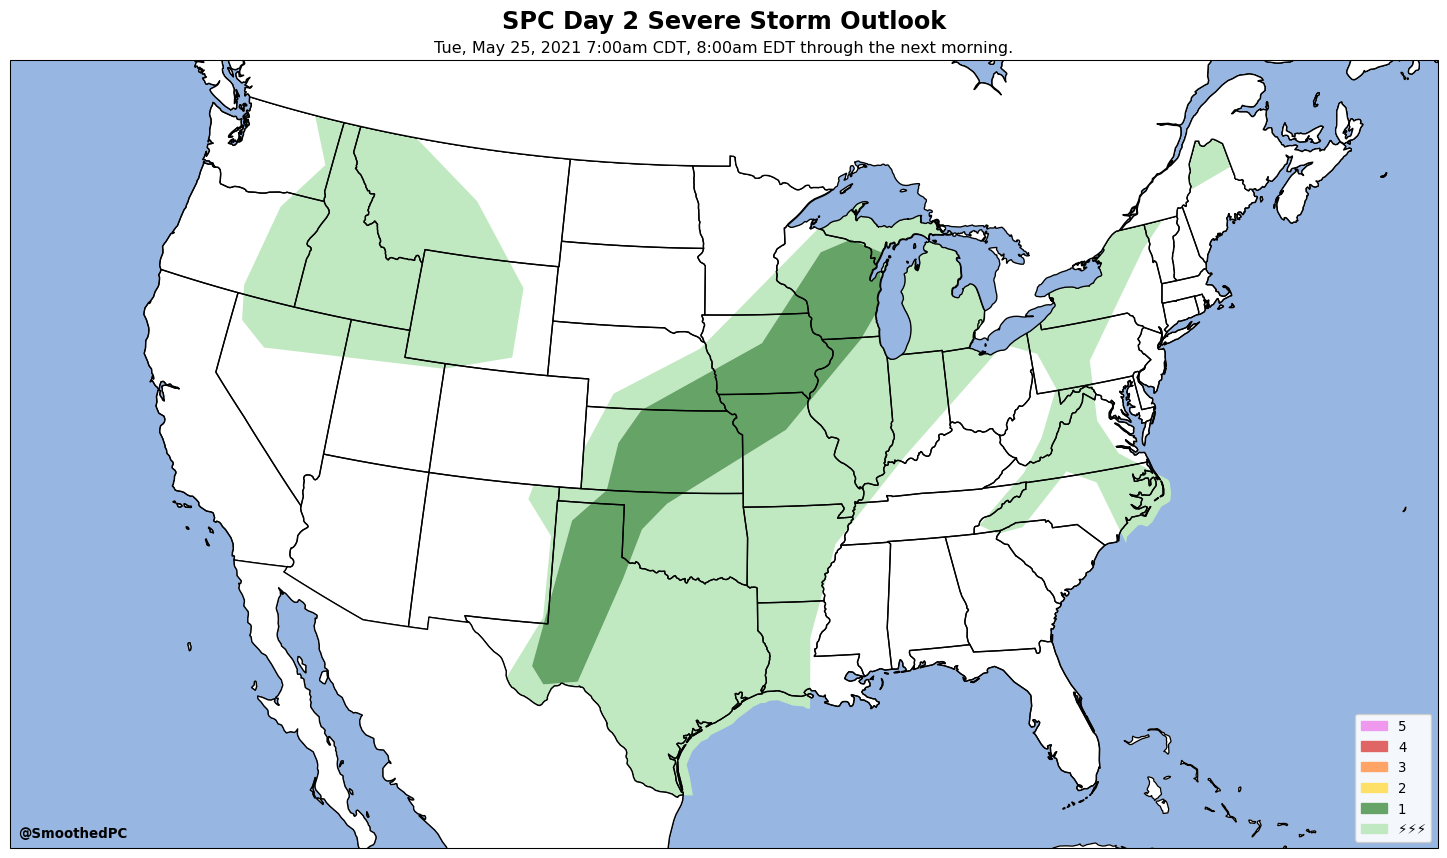 SPC Day 2 Severe Storm Outlook
Tue, May 25, 2021 7:00am CDT, 8:00am EDT through the next morning.
5
4
3
2
1
⚡⚡⚡
@SmoothedPC